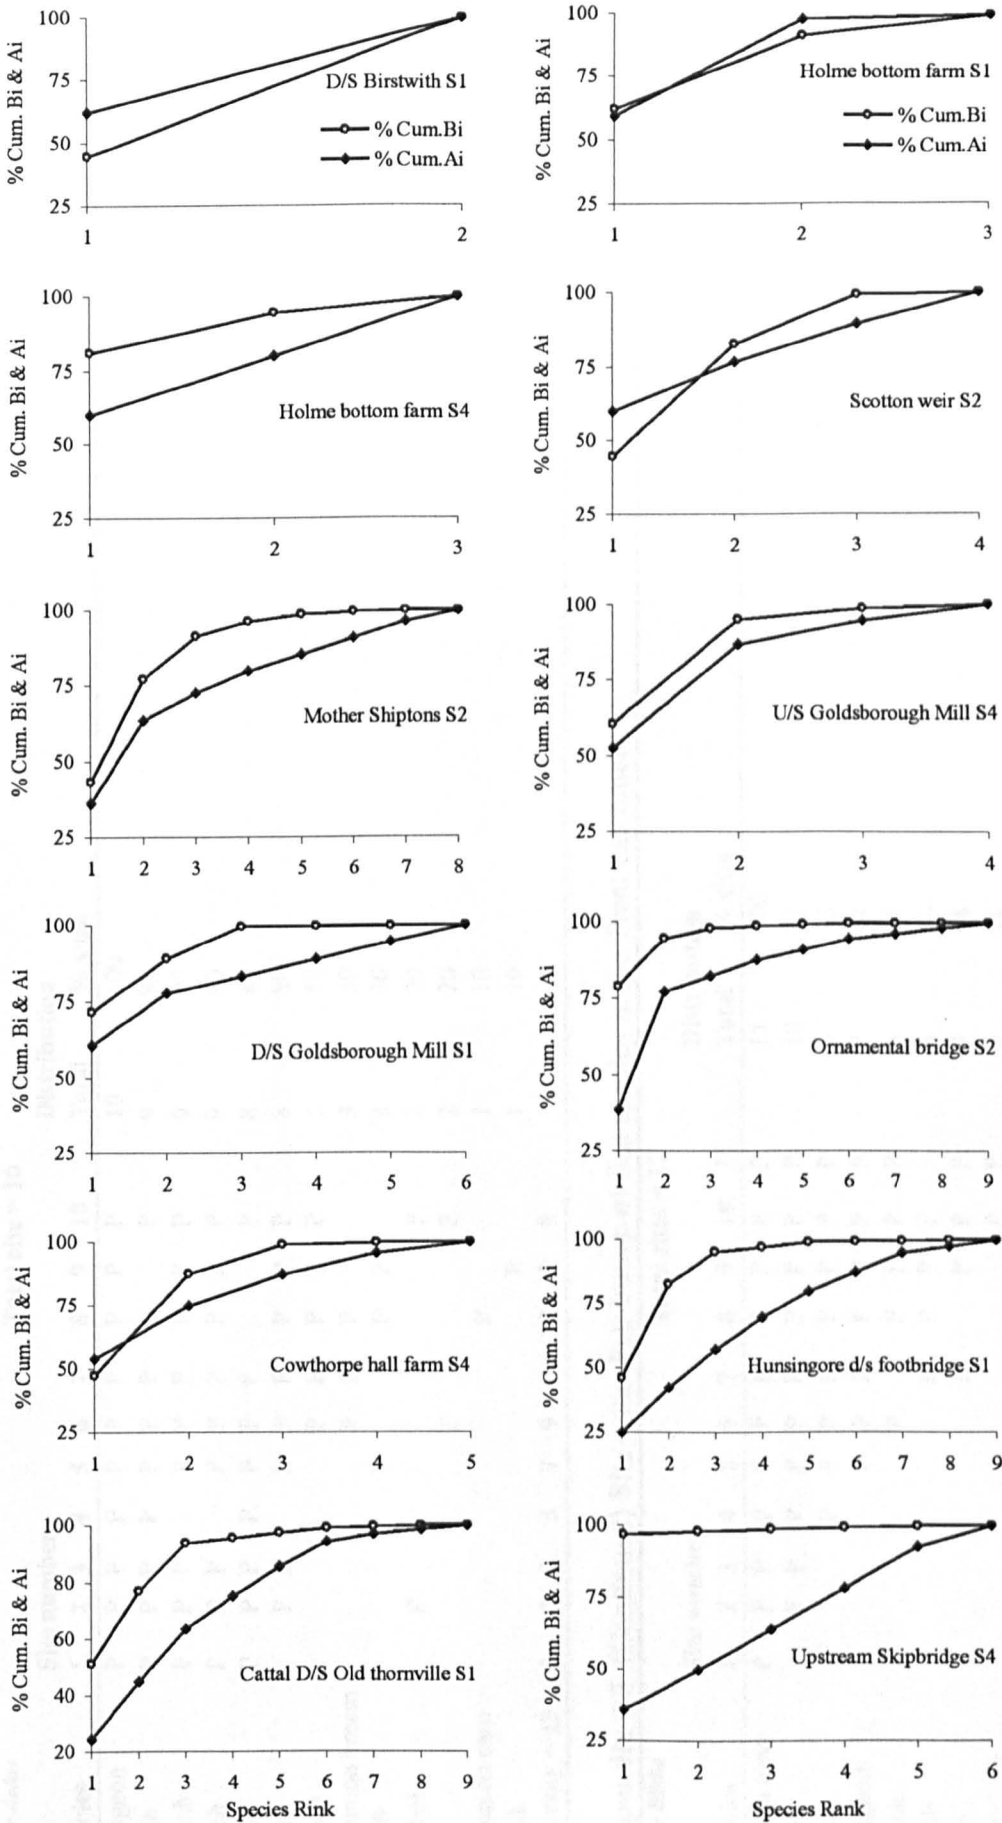 % Cum. Bi & Ai
100
75
50
25
D/S Birstwith S1
% Cum.Bi
% Cum.Ai
1 2
% Cum. Bi & Ai
100
75
50
25
Holme bottom farm S1
% Cum.Bi
% Cum.Ai
1 2 3
% Cum. Bi & Ai
100
75
50
25
Holme bottom farm S4
1 2 3
% Cum. Bi & Ai
100
75
50
25
Scotton weir S2
1 2 3 4
% Cum. Bi & Ai
100
75
50
25
Mother Shiptons S2
1 2 3 4 5 6 7 8
% Cum. Bi & Ai
100
75
50
25
U/S Goldsborough Mill S4
1 2 3 4
% Cum. Bi & Ai
100
75
50
25
D/S Goldsborough Mill S1
1 2 3 4 5 6
% Cum. Bi & Ai
100
75
50
25
Ornamental bridge S2
1 2 3 4 5 6 7 8 9
% Cum. Bi & Ai
100
75
50
25
Cowthorpe hall farm S4
1 2 3 4 5
% Cum. Bi & Ai
100
75
50
25
Hunsingore d/s footbridge S1
1 2 3 4 5 6 7 8 9
% Cum. Bi & Ai
100
80
60
40
20
Cattal D/S Old thornville S1
1 2 3 4 5 6 7 8 9
Species Rink
% Cum. Bi & Ai
100
75
50
25
Upstream Skipbridge S4
1 2 3 4 5 6
Species Rank